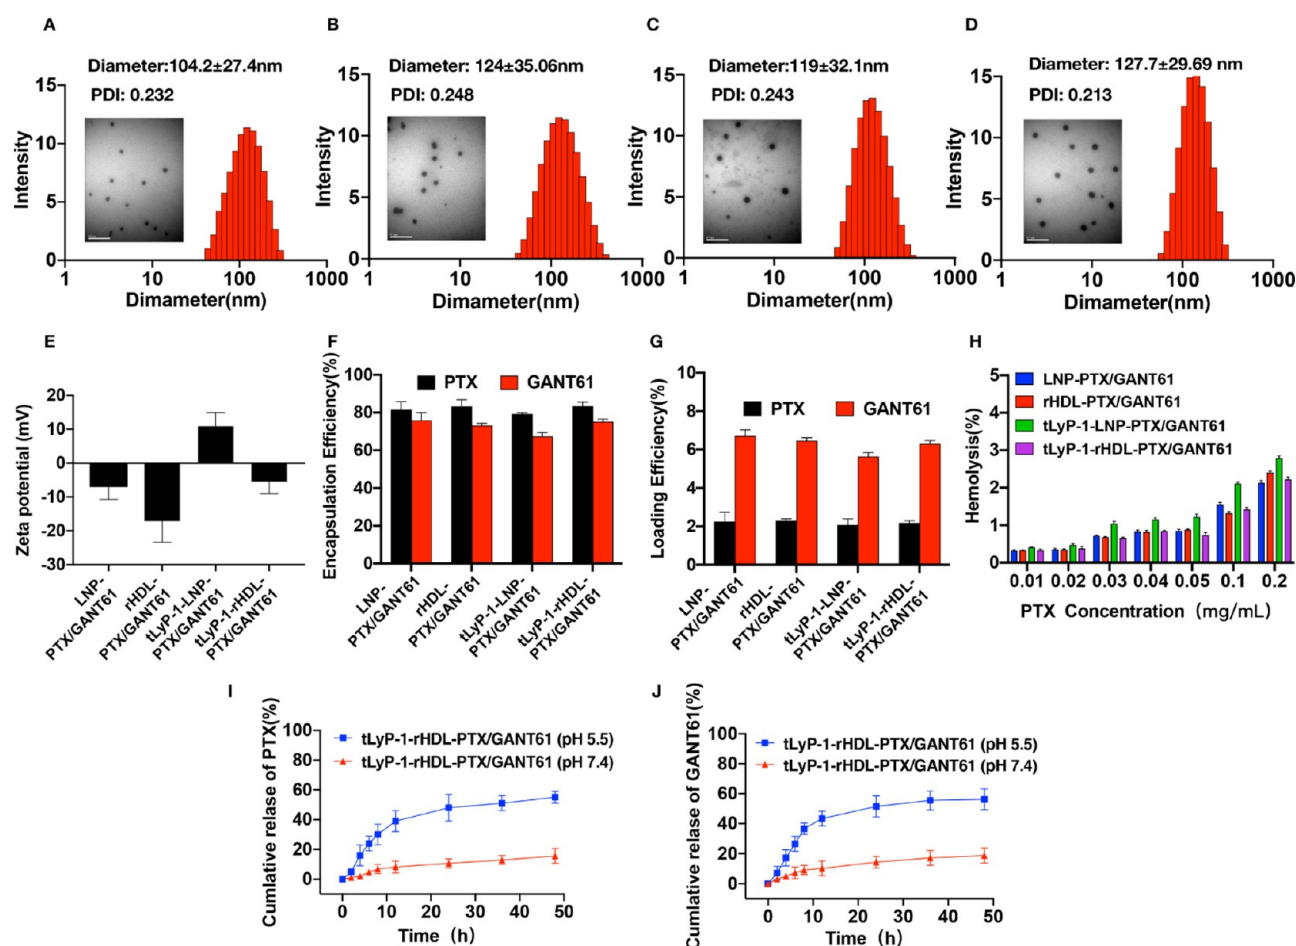 A
Diameter:104.2±27.4nm
PDI: 0.232
Intensity
15
10
5
0
1 10 100 1000
Dimameter(nm)
B
Diameter: 124±35.06nm
PDI: 0.248
Intensity
15
10
5
0
1 10 100 1000
Dimameter(nm)
C
Diameter:119±32.1nm
PDI: 0.243
Intensity
15
10
5
0
1 10 100 1000
Dimameter(nm)
D
Diameter: 127.7±29.69 nm
PDI: 0.213
Intensity
15
10
5
0
1 10 100 1000
Dimameter(nm)
E
Zeta potential (mV)
20
10
0
-10
-20
-30
LNP-
PTX/GANT61
rHDL-
PTX/GANT61
tLyP-1-LNP-
PTX/GANT61
tLyP-1-rHDL-
PTX/GANT61
F
Encapsulation Efficiency(%)
100
80
60
40
20
0
PTX GANT61
LNP-
PTX/GANT61
rHDL-
PTX/GANT61
tLyP-1-LNP-
PTX/GANT61
tLyP-1-rHDL-
PTX/GANT61
G
Loading Efficiency(%)
10
8
6
4
2
0
PTX GANT61
LNP-
PTX/GANT61
rHDL-
PTX/GANT61
tLyP-1-LNP-
PTX/GANT61
tLyP-1-rHDL-
PTX/GANT61
H
Hemolysis(%)
5
4
3
2
1
0
LNP-PTX/GANT61
rHDL-PTX/GANT61
tLyP-1-LNP-PTX/GANT61
tLyP-1-rHDL-PTX/GANT61
0.01 0.02 0.03 0.04 0.05 0.1 0.2
PTX Concentration (mg/mL)
I
Cumlative relase of PTX(%)
100
80
60
40
20
0
tLyP-1-rHDL-PTX/GANT61 (pH 5.5)
tLyP-1-rHDL-PTX/GANT61 (pH 7.4)
0 10 20 30 40 50
Time (h)
J
Cumlative relase of GANT61(%)
100
80
60
40
20
0
tLyP-1-rHDL-PTX/GANT61 (pH 5.5)
tLyP-1-rHDL-PTX/GANT61 (pH 7.4)
0 10 20 30 40 50
Time (h)